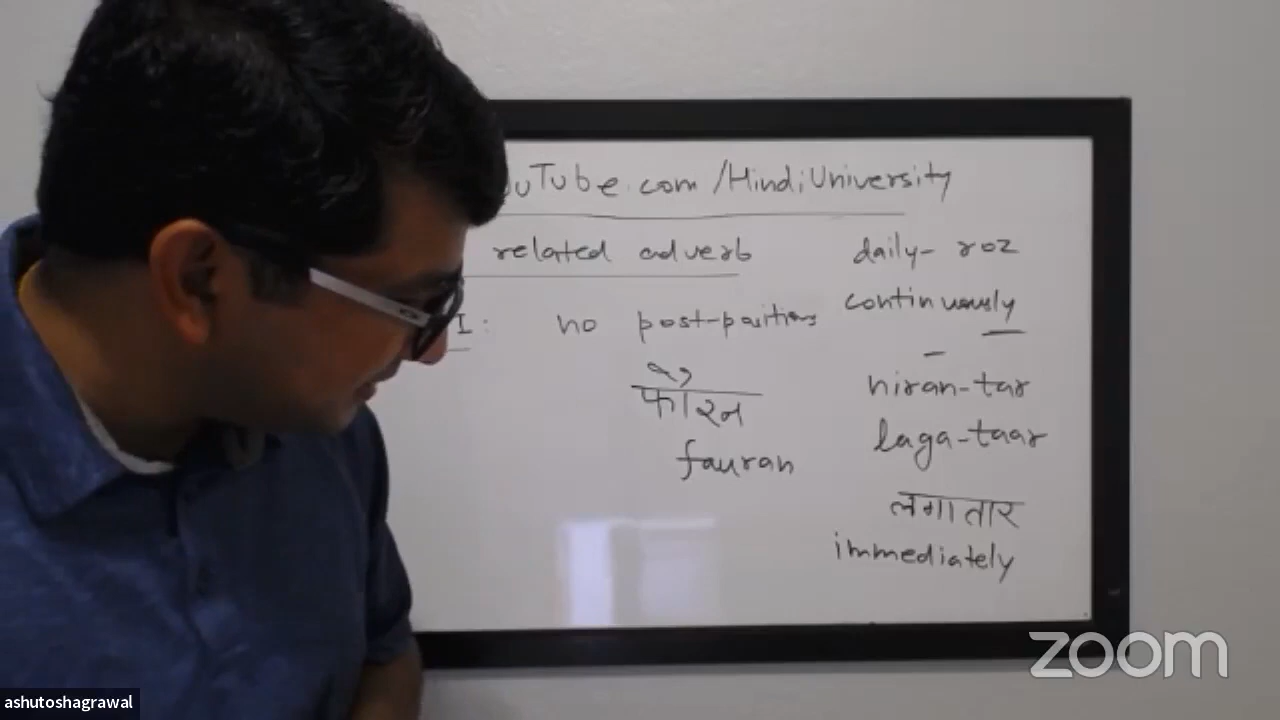 uTube.com/HindiUniversity
related adverb
I: no post-positions
फौरन
fauran
daily- roz
continuously
niran-tar
laga-taar
लगातार
immediately
zoom
ashutoshagrawal